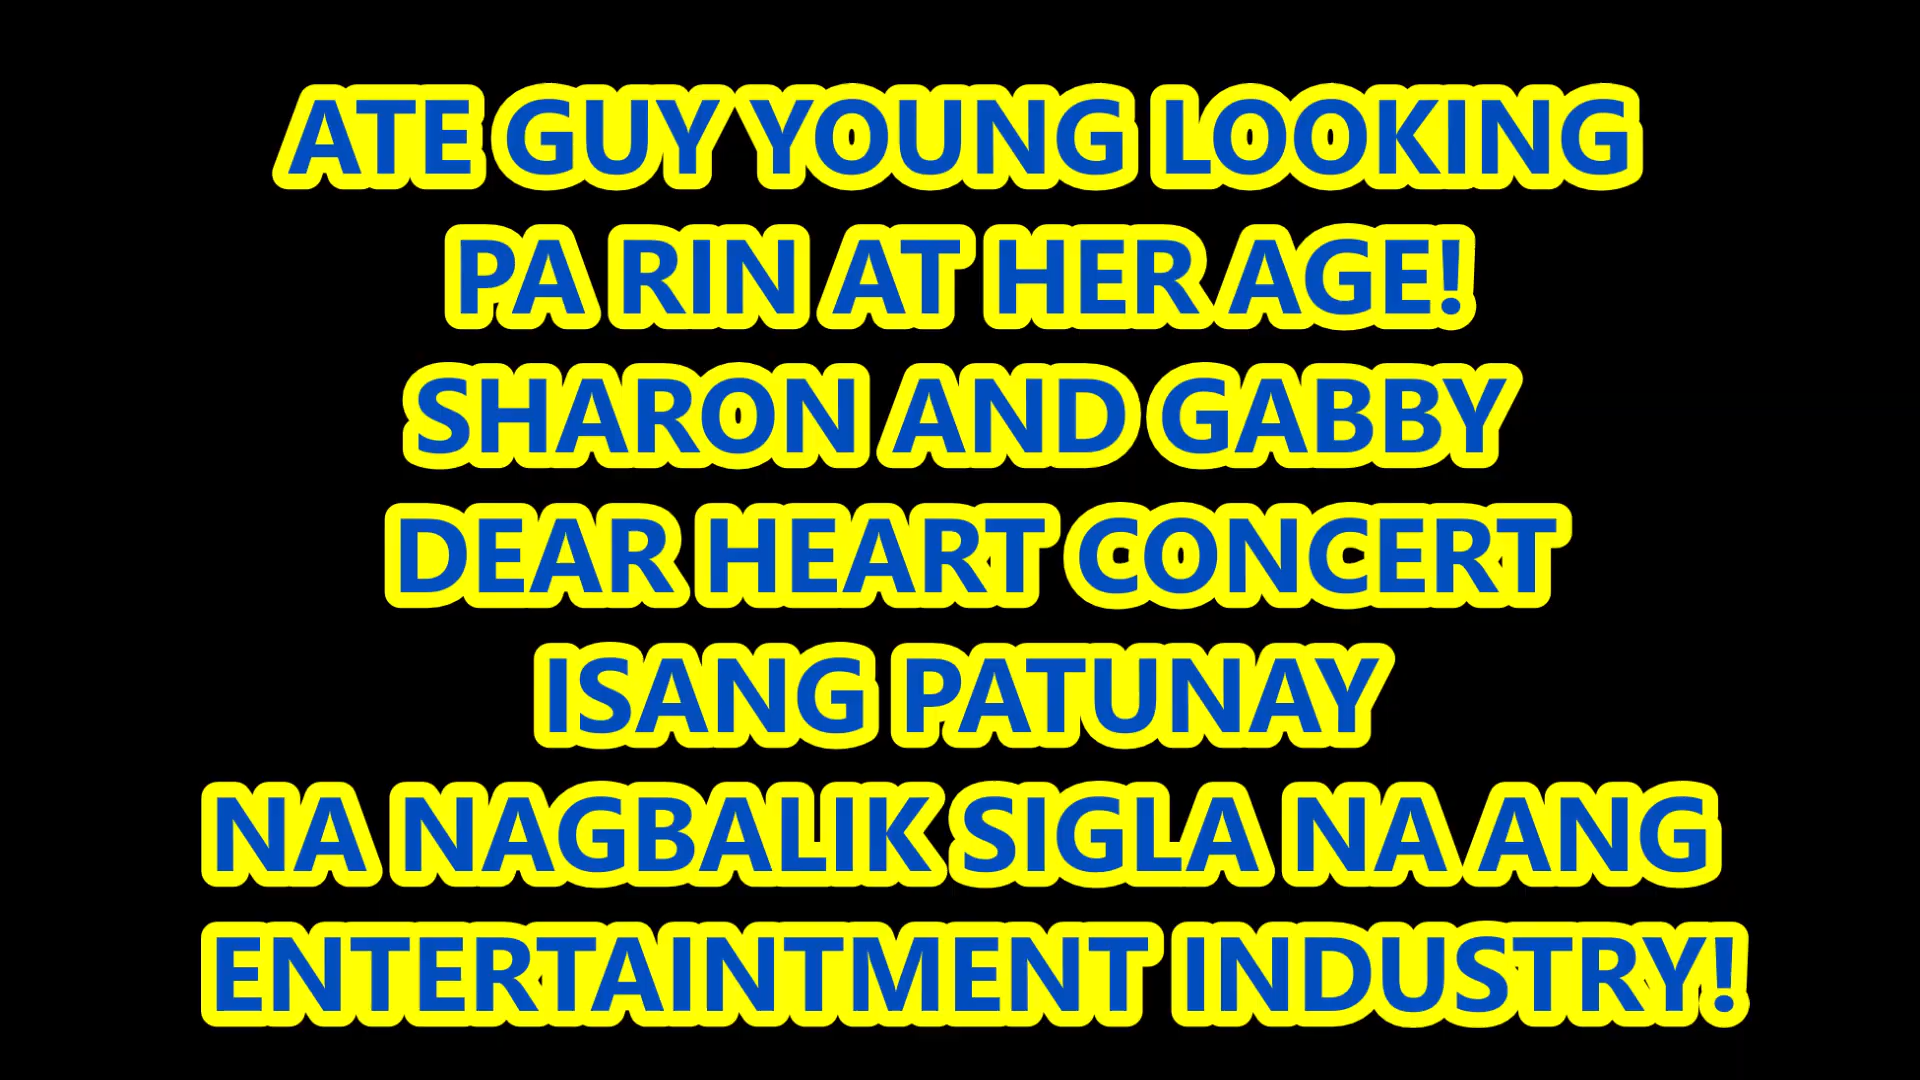 ATE GUY YOUNG LOOKING
PA RIN AT HER AGE!
SHARON AND GABBY
DEAR HEART CONCERT
ISANG PATUNAY
NA NAGBALIK SIGLA NA ANG
ENTERTAINTMENT INDUSTRY!